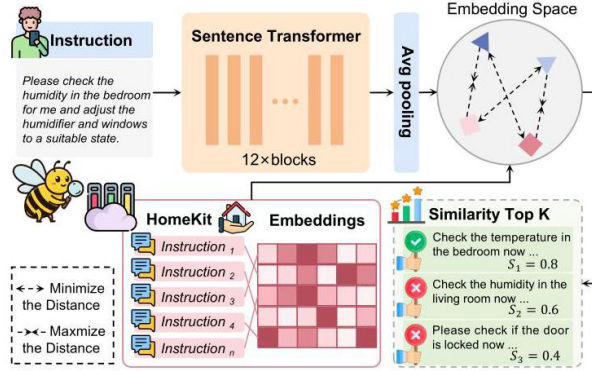 Instruction
Please check the
humidity in the bedroom
for me and adjust the
humidifier and windows
to a suitable state.
Sentence Transformer
12×blocks
Avg pooling
Embedding Space
HomeKit
Embeddings
Instruction 1
Instruction 2
Instruction 3
Instruction 4
Instruction n
Minimize
the Distance
Maxmize
the Distance
Similarity Top K
Check the temperature in
the bedroom now ...
S1 = 0.8
Check the humidity in the
living room now ...
S2 = 0.6
Please check if the door
is locked now ...
S3 = 0.4